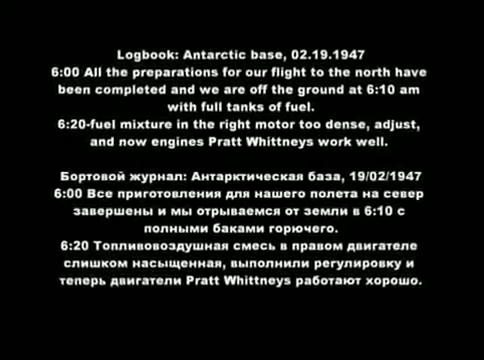 Logbook: Antarctic base, 02.19.1947
6:00 All the preparations for our flight to the north have
been completed and we are off the ground at 6:10 am
with full tanks of fuel.
6:20-fuel mixture in the right motor too dense, adjust,
and now engines Pratt Whittneys work well.
Бортовой журнал: Антарктическая база, 19/02/1947
6:00 Все приготовления для нашего полета на север
завершены и мы отрываемся от земли в 6:10 с
полными баками горючего.
6:20 Топливовоздушная смесь в правом двигателе
слишком насыщенная, выполнили регулировку и
теперь двигатели Pratt Whittneys работают хорошо.